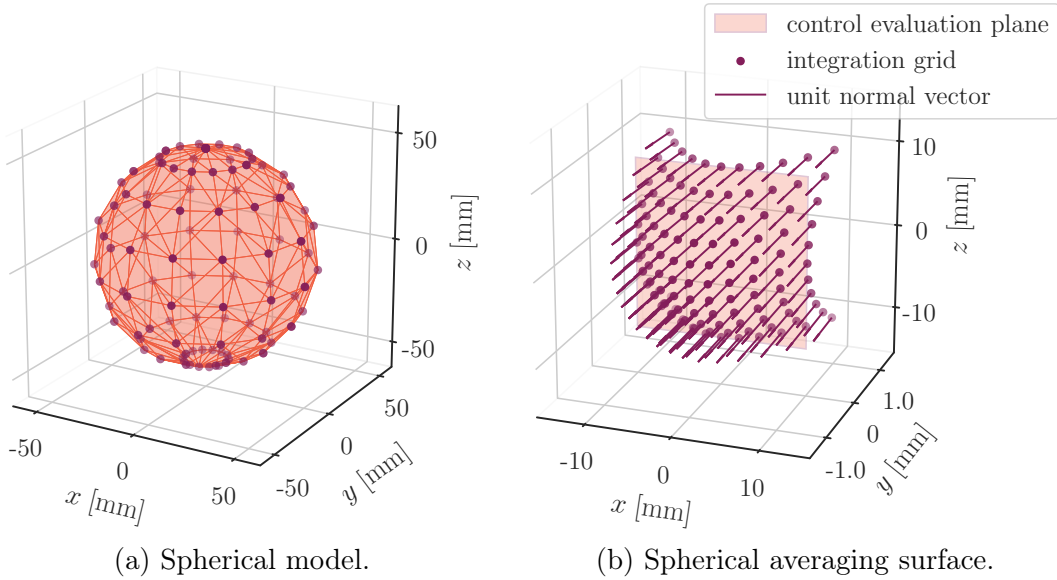 control evaluation plane
integration grid
unit normal vector
50
0
-50
z [mm]
-50
0
50
x [mm]
-50
0
50
y [mm]
10
0
-10
z [mm]
-10
0
10
x [mm]
-1.0
0
1.0
y [mm]
(a) Spherical model.
(b) Spherical averaging surface.